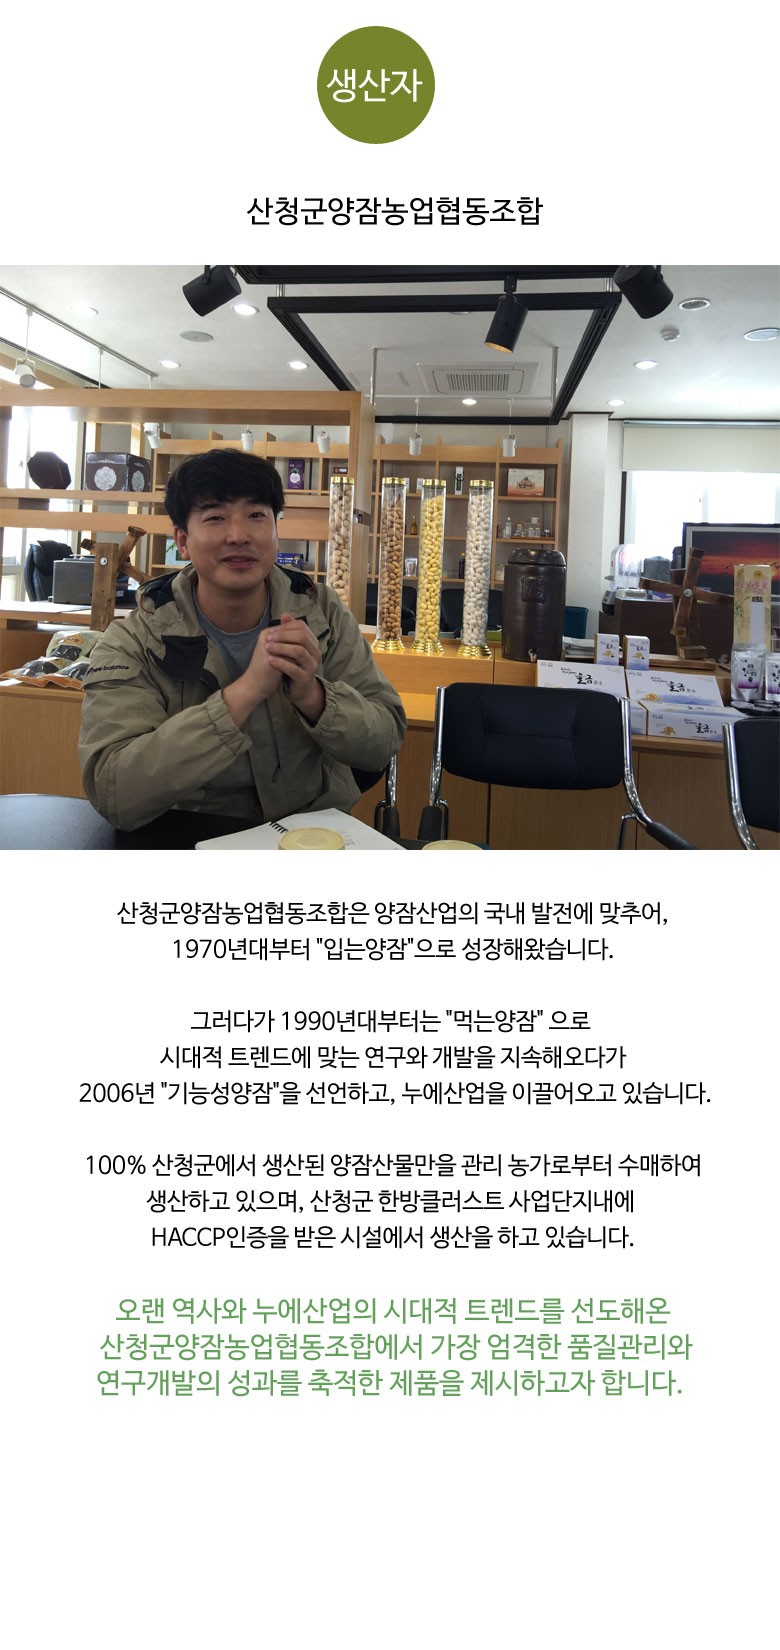 생산자
산청군양잠농업협동조합
new balance
울금
울금
산청군양잠농업협동조합은 양잠산업의 국내 발전에 맞추어,
1970년대부터 "입는양잠"으로 성장해왔습니다.
그러다가 1990년대부터는 "먹는양잠" 으로
시대적 트렌드에 맞는 연구와 개발을 지속해오다가
2006년 "기능성양잠"을 선언하고, 누에산업을 이끌어오고 있습니다.
100% 산청군에서 생산된 양잠산물만을 관리 농가로부터 수매하여
생산하고 있으며, 산청군 한방클러스트 사업단지내에
HACCP인증을 받은 시설에서 생산을 하고 있습니다.
오랜 역사와 누에산업의 시대적 트렌드를 선도해온
산청군양잠농업협동조합에서 가장 엄격한 품질관리와
연구개발의 성과를 축적한 제품을 제시하고자 합니다.